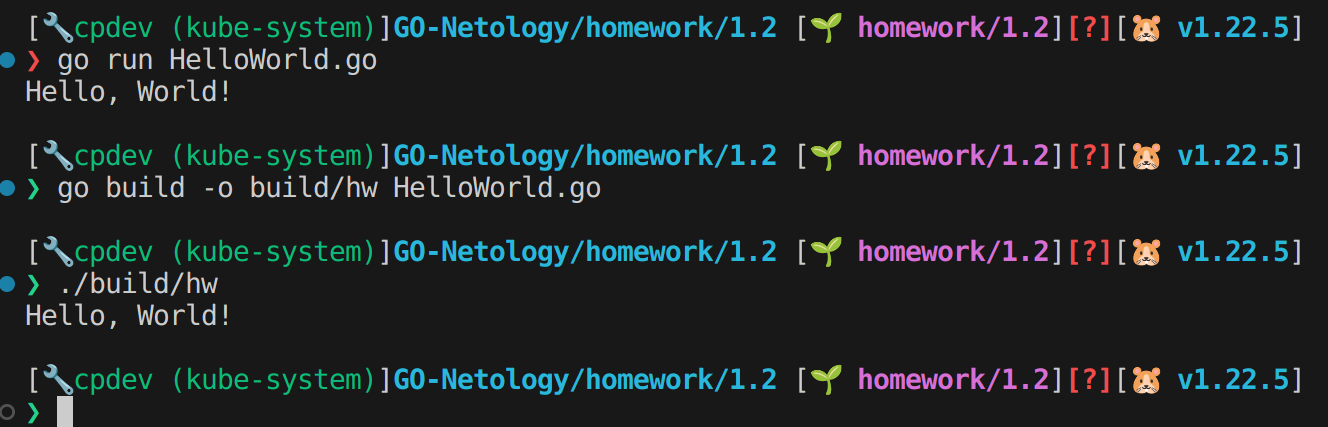 [🔧cpdev (kube-system)]GO-Netology/homework/1.2 [🌱 homework/1.2][?][🐹 v1.22.5]
❯ go run HelloWorld.go
Hello, World!
[🔧cpdev (kube-system)]GO-Netology/homework/1.2 [🌱 homework/1.2][?][🐹 v1.22.5]
❯ go build -o build/hw HelloWorld.go
[🔧cpdev (kube-system)]GO-Netology/homework/1.2 [🌱 homework/1.2][?][🐹 v1.22.5]
❯ ./build/hw
Hello, World!
[🔧cpdev (kube-system)]GO-Netology/homework/1.2 [🌱 homework/1.2][?][🐹 v1.22.5]
❯